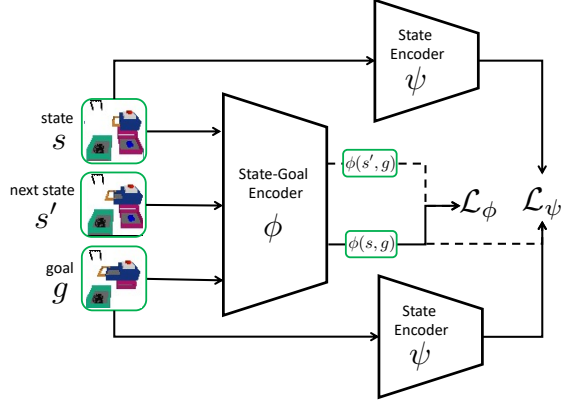 State
Encoder
ψ
state
s
State-Goal
Encoder
ϕ
ϕ(s′, g)
next state
s′
ℒϕ
ℒψ
ϕ(s, g)
goal
g
State
Encoder
ψ